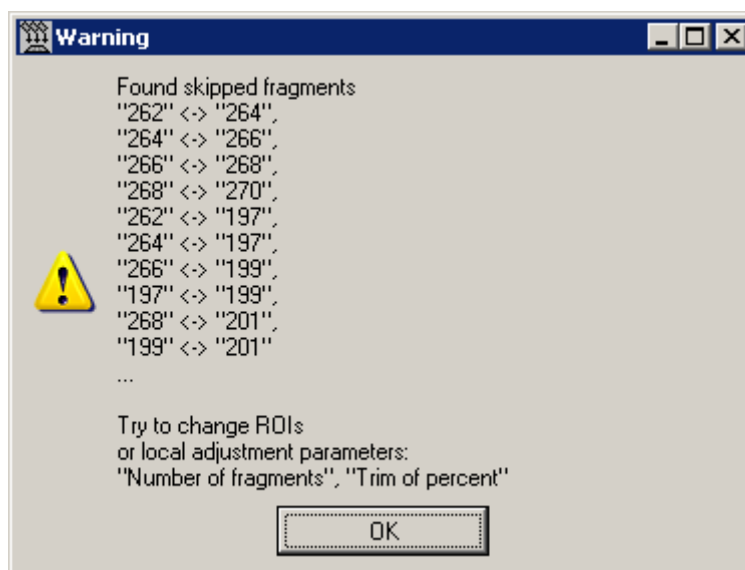 Warning
Found skipped fragments
"262" <-> "264",
"264" <-> "266",
"266" <-> "268",
"268" <-> "270",
"262" <-> "197",
"264" <-> "197",
"266" <-> "199",
"197" <-> "199",
"268" <-> "201",
"199" <-> "201"
...
Try to change ROIs
or local adjustment parameters:
"Number of fragments", "Trim of percent"
OK